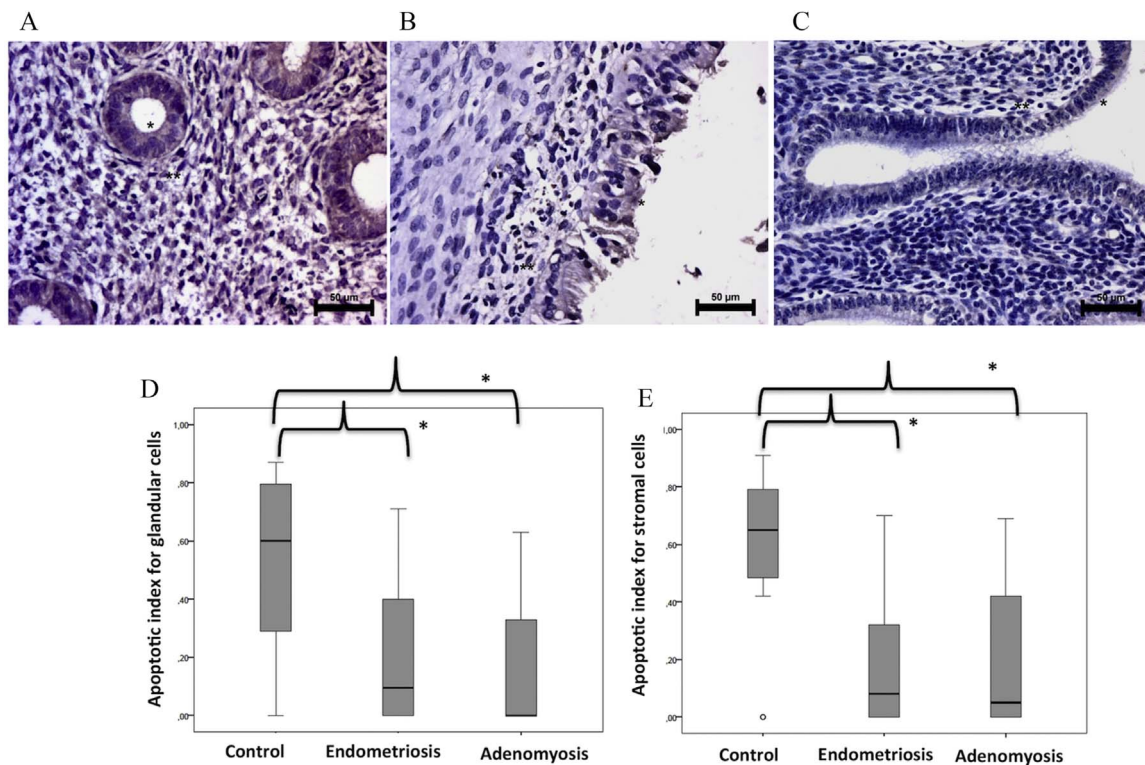 A
B
C
*
**
50 µm
*
**
50 µm
*
**
50 µm
D
*
*
Apoptotic index for glandular cells
1,00
,80
,60
,40
,20
,00
Control
Endometriosis
Adenomyosis
E
*
*
Apoptotic index for stromal cells
1,00
,80
,60
,40
,20
,00
Control
Endometriosis
Adenomyosis